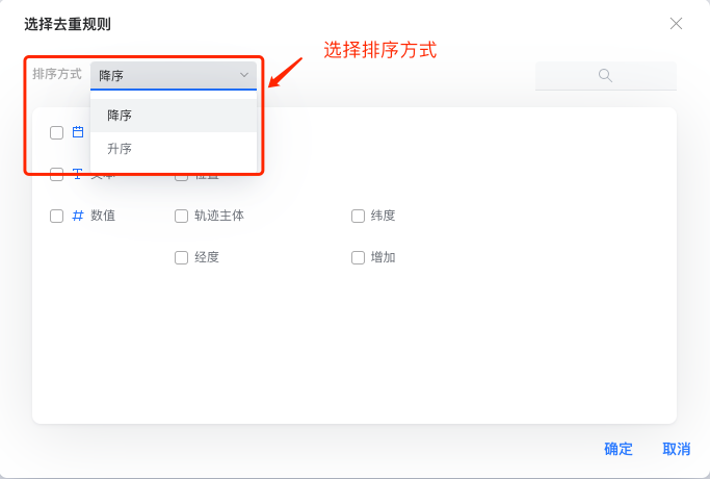 选择去重规则
选择排序方式
排序方式 降序
降序
升序
文本 位置
数值 轨迹主体 纬度
经度 增加
确定 取消